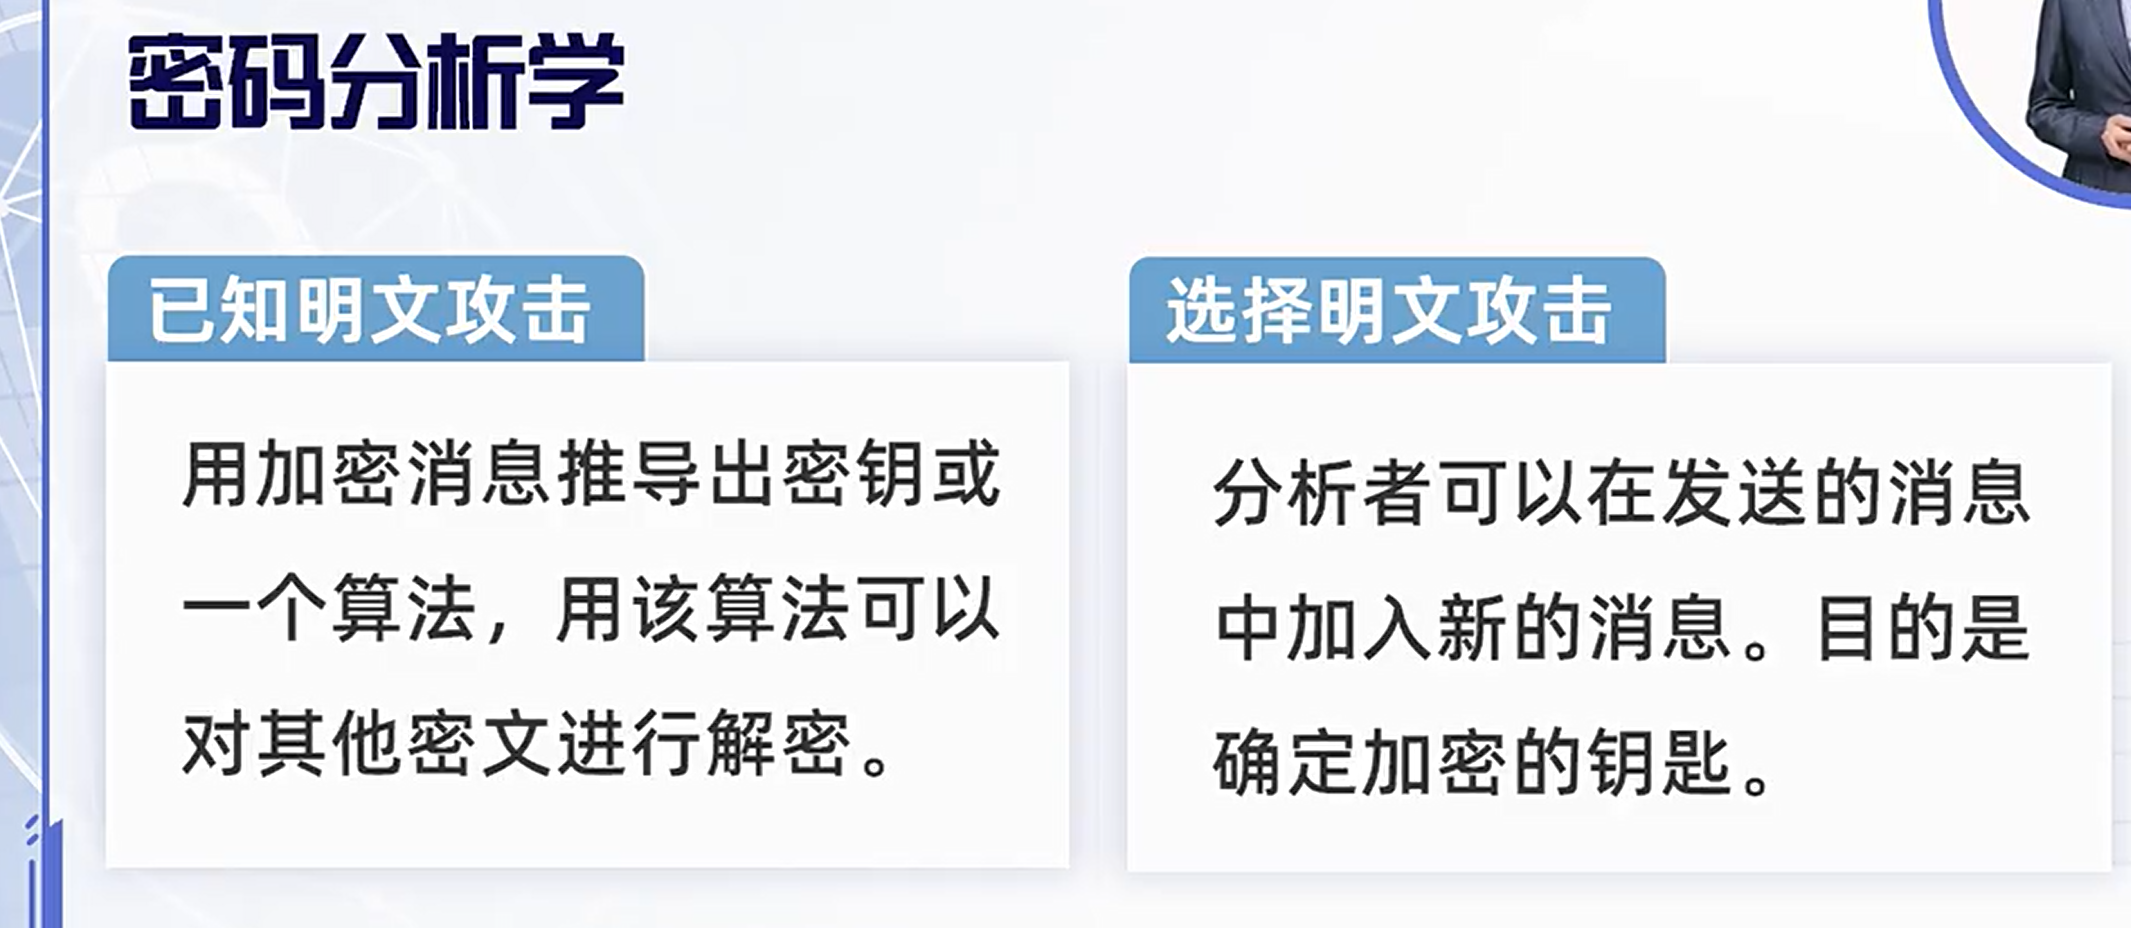 密码分析学
已知明文攻击
用加密消息推导出密钥或
一个算法，用该算法可以
对其他密文进行解密。
选择明文攻击
分析者可以在发送的消息
中加入新的消息。目的是
确定加密的钥匙。